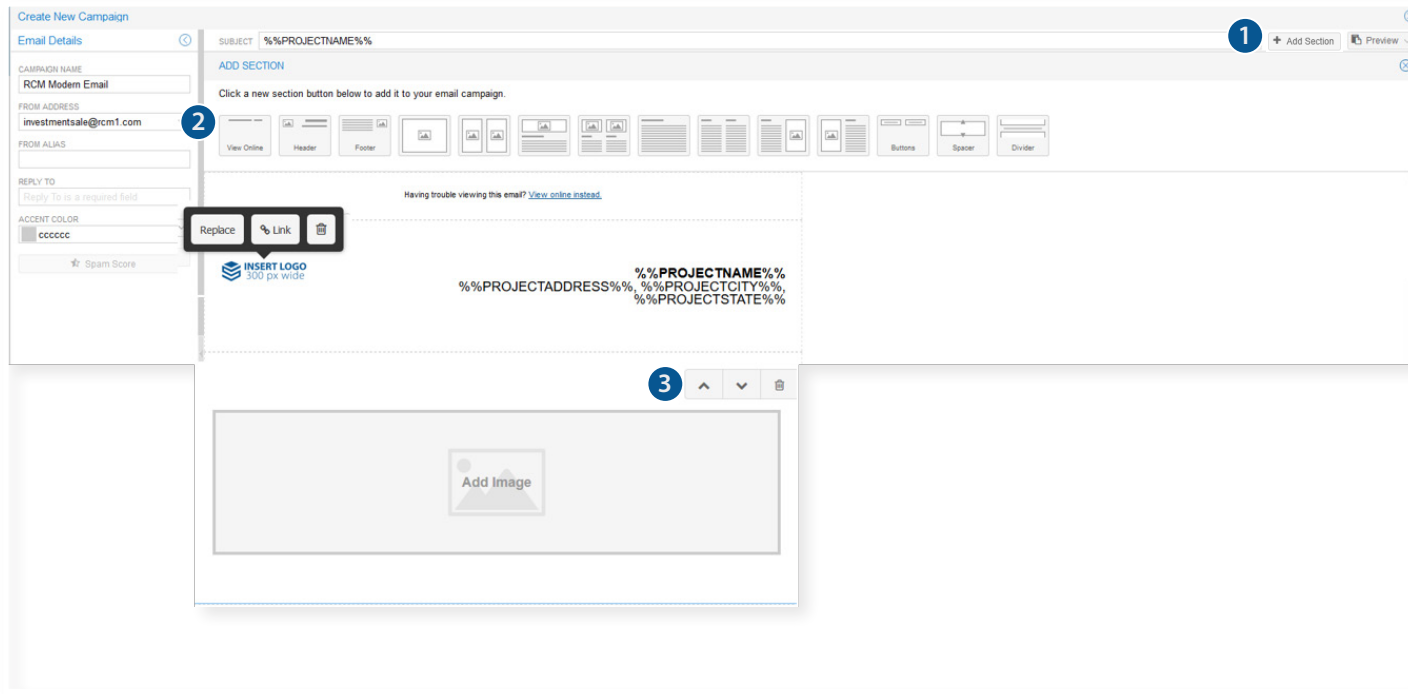 Create New Campaign
Email Details
SUBJECT %%PROJECTNAME%%
1
+ Add Section
Preview
CAMPAIGN NAME
RCM Modern Email
FROM ADDRESS
investmentsale@rcm1.com
FROM ALIAS
REPLY TO
Reply To is a required field
ACCENT COLOR
cccccc
Spam Score
ADD SECTION
Click a new section button below to add it to your email campaign.
2
View Online
Header
Footer
Buttons
Spacer
Divider
Having trouble viewing this email? View online instead.
Replace
Link
INSERT LOGO
300 px wide
%%PROJECTNAME%%
%%PROJECTADDRESS%%, %%PROJECTCITY%%,
%%PROJECTSTATE%%
3
Add Image